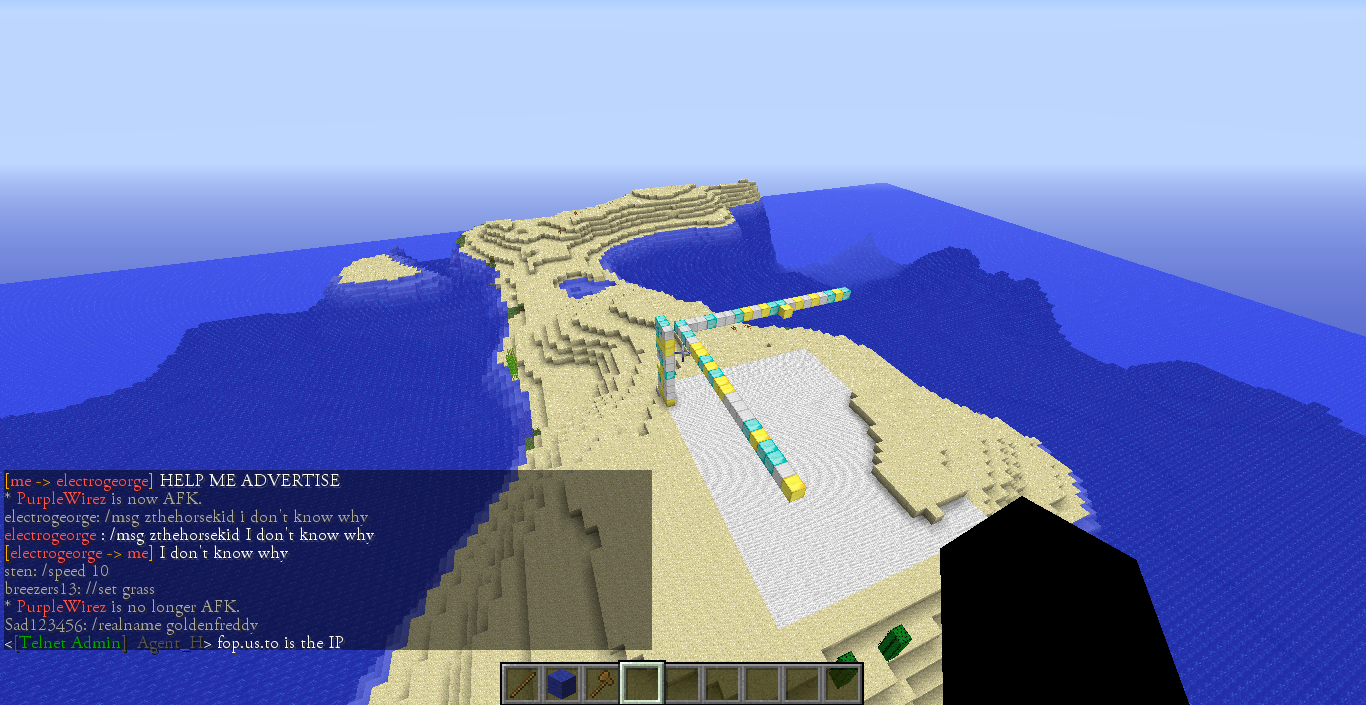 [me -> electrogeorge] HELP ME ADVERTISE
* PurpleWirez is now AFK.
electrogeorge: /msg zthehorsekid i don't know why
electrogeorge : /msg zthehorsekid I don't know why
[electrogeorge -> me] I don't know why
sten: /speed 10
breezers13: //set grass
* PurpleWirez is no longer AFK.
Sad123456: /realname goldenfreddy
<[Telnet Admin] Agent_H> fop.us.to is the IP